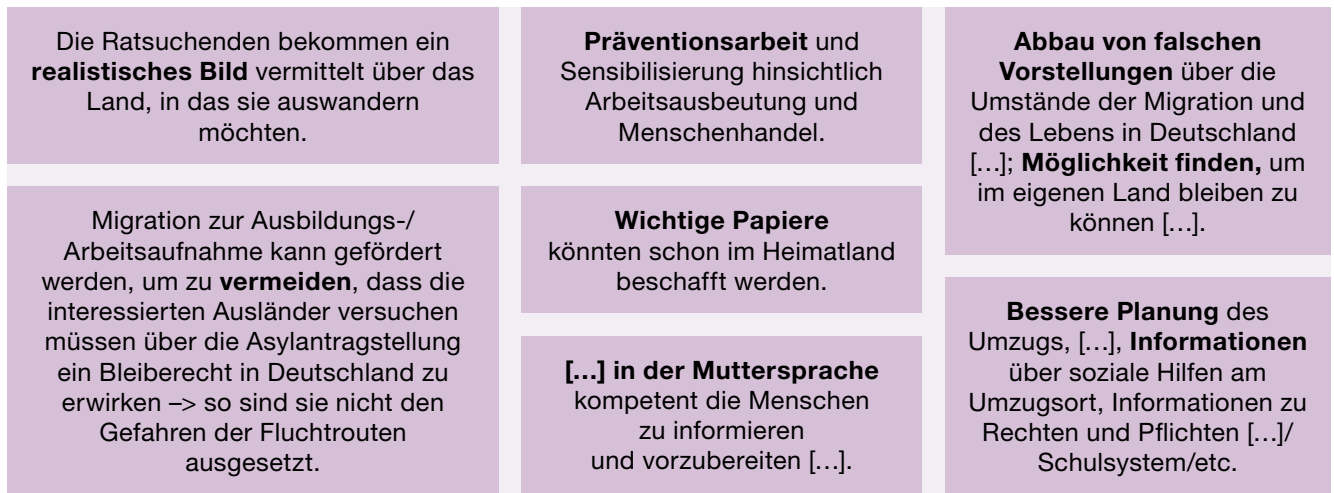 Die Ratsuchenden bekommen ein
realistisches Bild vermittelt über das
Land, in das sie auswandern
möchten.
Migration zur Ausbildungs-/
Arbeitsaufnahme kann gefördert
werden, um zu vermeiden, dass die
interessierten Ausländer versuchen
müssen über die Asylantragstellung
ein Bleiberecht in Deutschland zu
erwirken –> so sind sie nicht den
Gefahren der Fluchtrouten
ausgesetzt.
Präventionsarbeit und
Sensibilisierung hinsichtlich
Arbeitsausbeutung und
Menschenhandel.
Wichtige Papiere
könnten schon im Heimatland
beschafft werden.
[…] in der Muttersprache
kompetent die Menschen
zu informieren
und vorzubereiten […].
Abbau von falschen
Vorstellungen über die
Umstände der Migration und
des Lebens in Deutschland
[…]; Möglichkeit finden, um
im eigenen Land bleiben zu
können […].
Bessere Planung des
Umzugs, […], Informationen
über soziale Hilfen am
Umzugsort, Informationen zu
Rechten und Pflichten […]/
Schulsystem/etc.